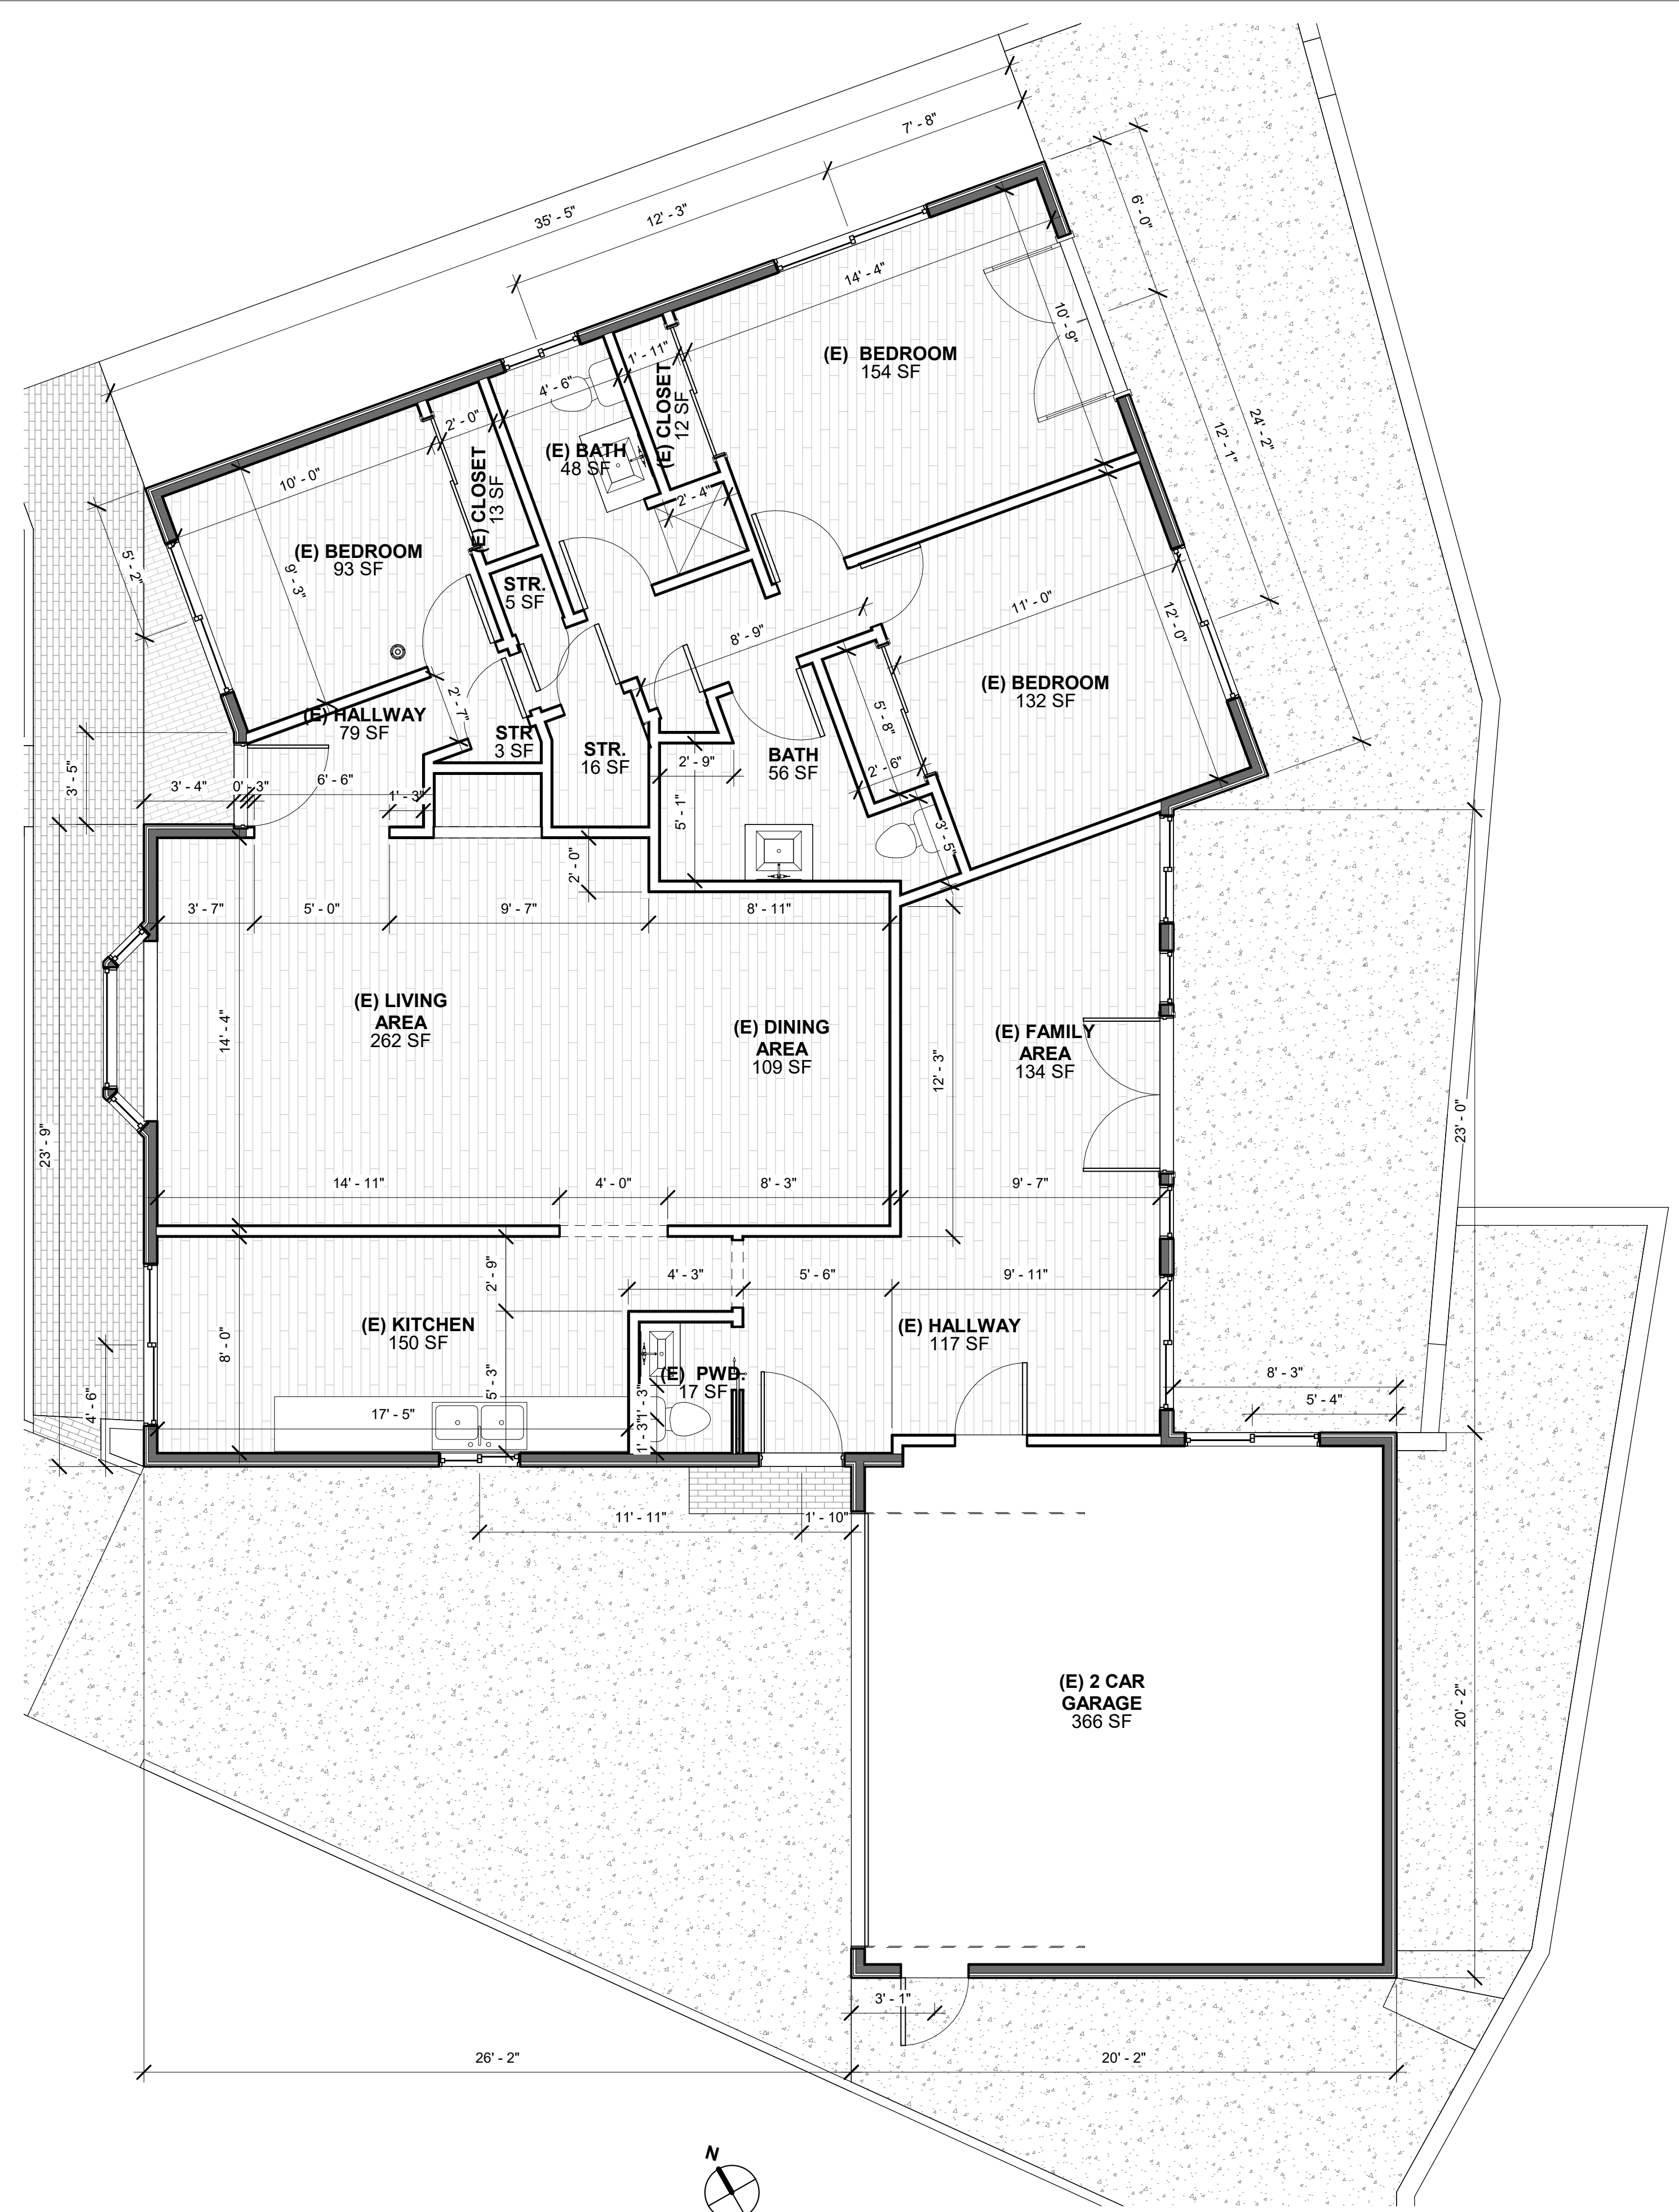 7' - 8"
35' - 5"
12' - 3"
6' - 0"
14' - 4"
10' - 9"
(E)  BEDROOM
154 SF
1' - 11"
4' - 6"
2' - 0"
(E) CLOSET
12 SF
24' - 2"
12' - 1"
(E) BATH
48 SF
10' - 0"
(E) CLOSET
13 SF
2' - 4"
(E) BEDROOM
93 SF
9' - 3"
5' - 2"
STR.
5 SF
11' - 0"
12' - 0"
8' - 9"
(E) BEDROOM
132 SF
2' - 7"
5' - 8"
(E) HALLWAY
79 SF
STR.
3 SF
STR.
16 SF
BATH
56 SF
2' - 9"
2' - 6"
3' - 5"
3' - 4"
0' - 3"
6' - 6"
1' - 3"
5' - 1"
3' - 5"
2' - 0"
3' - 7"
5' - 0"
9' - 7"
8' - 11"
(E) LIVING
AREA
262 SF
14' - 4"
(E) DINING
AREA
109 SF
(E) FAMILY
AREA
134 SF
12' - 3"
23' - 0"
23' - 9"
14' - 11"
4' - 0"
8' - 3"
9' - 7"
2' - 9"
4' - 3"
5' - 6"
9' - 11"
(E) KITCHEN
150 SF
8' - 0"
(E) HALLWAY
117 SF
5' - 3"
(E)  PWD.
17 SF
1' - 3"
1' - 3"
8' - 3"
5' - 4"
4' - 6"
17' - 5"
11' - 11"
1' - 10"
(E) 2 CAR
GARAGE
366 SF
20' - 2"
3' - 1"
26' - 2"
20' - 2"
N